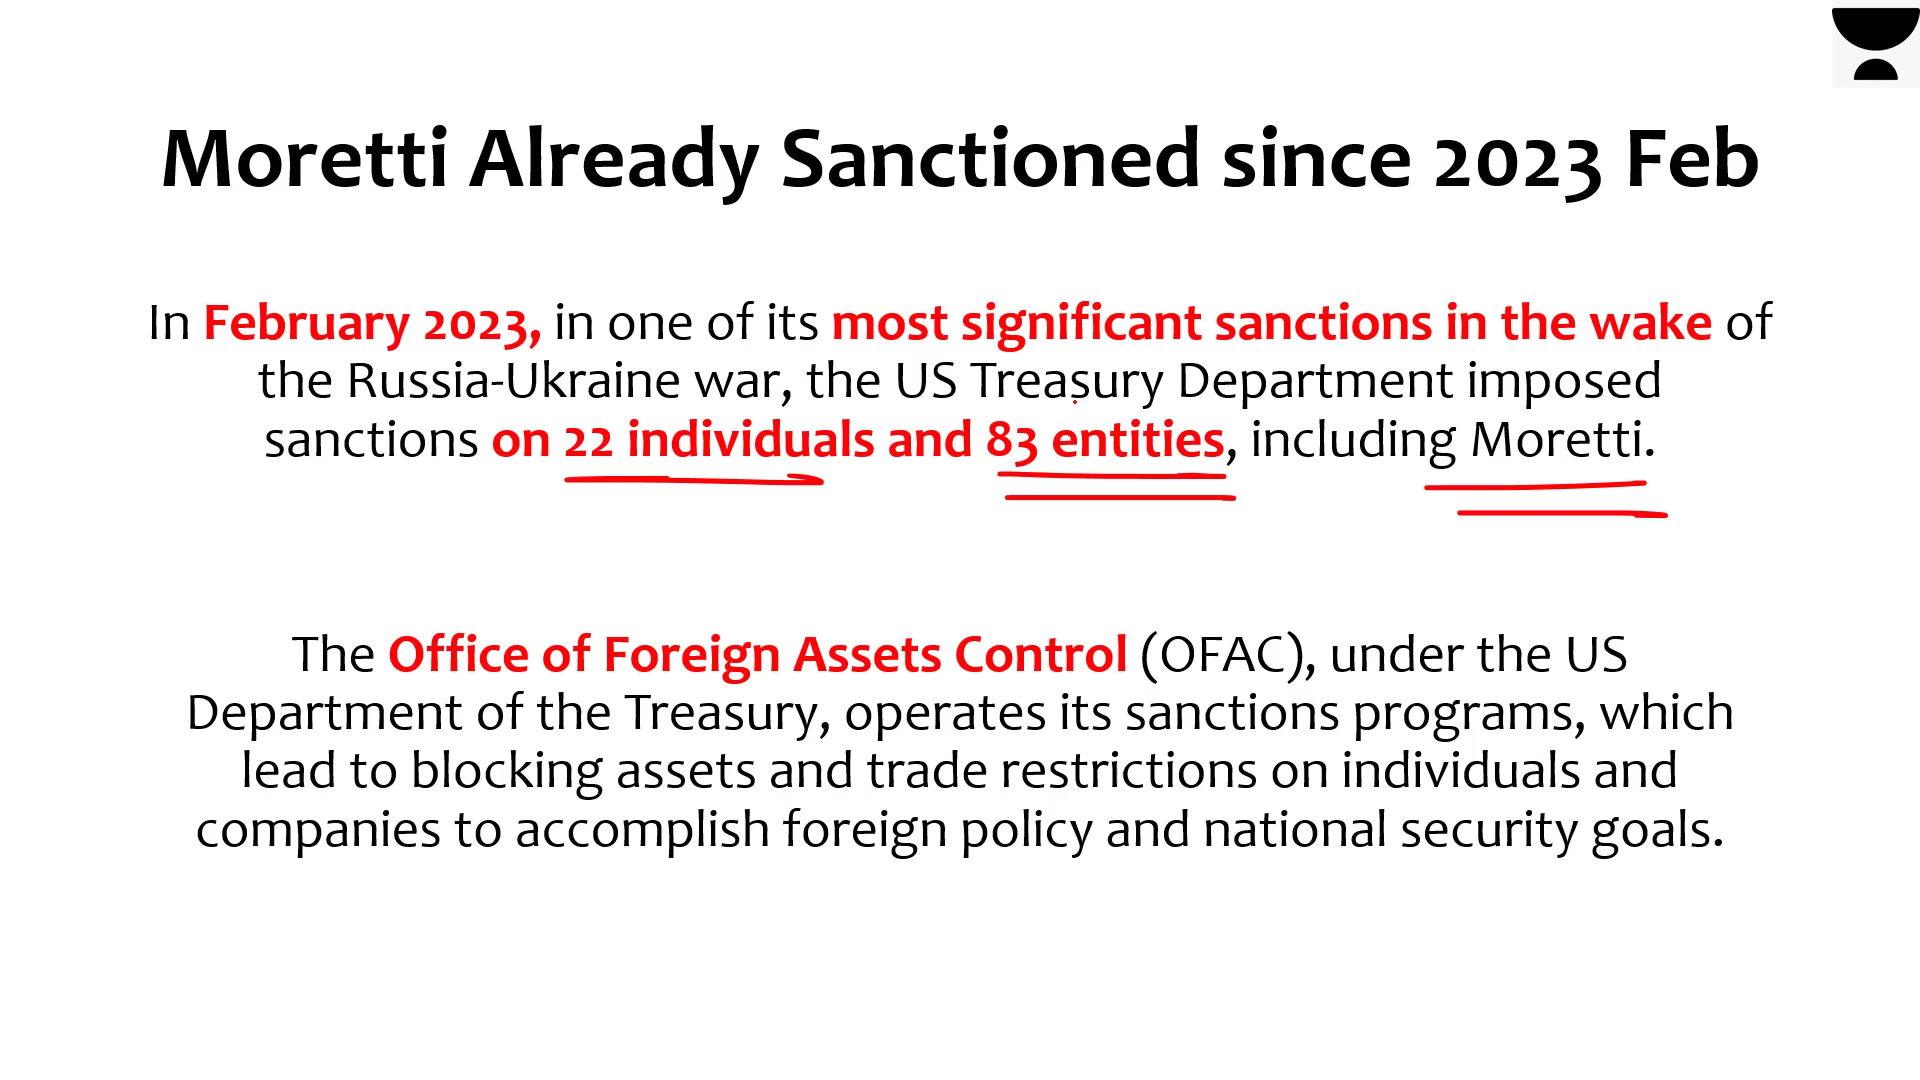 Moretti Already Sanctioned since 2023 Feb
In February 2023, in one of its most significant sanctions in the wake of
the Russia-Ukraine war, the US Treasury Department imposed
sanctions on 22 individuals and 83 entities, including Moretti.
The Office of Foreign Assets Control (OFAC), under the US
Department of the Treasury, operates its sanctions programs, which
lead to blocking assets and trade restrictions on individuals and
companies to accomplish foreign policy and national security goals.